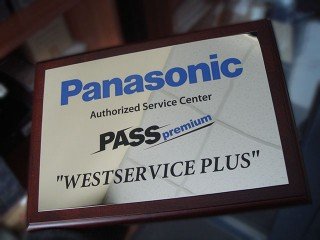 Panasonic
Authorized Service Center
PASS premium
"WESTSERVICE PLUS"